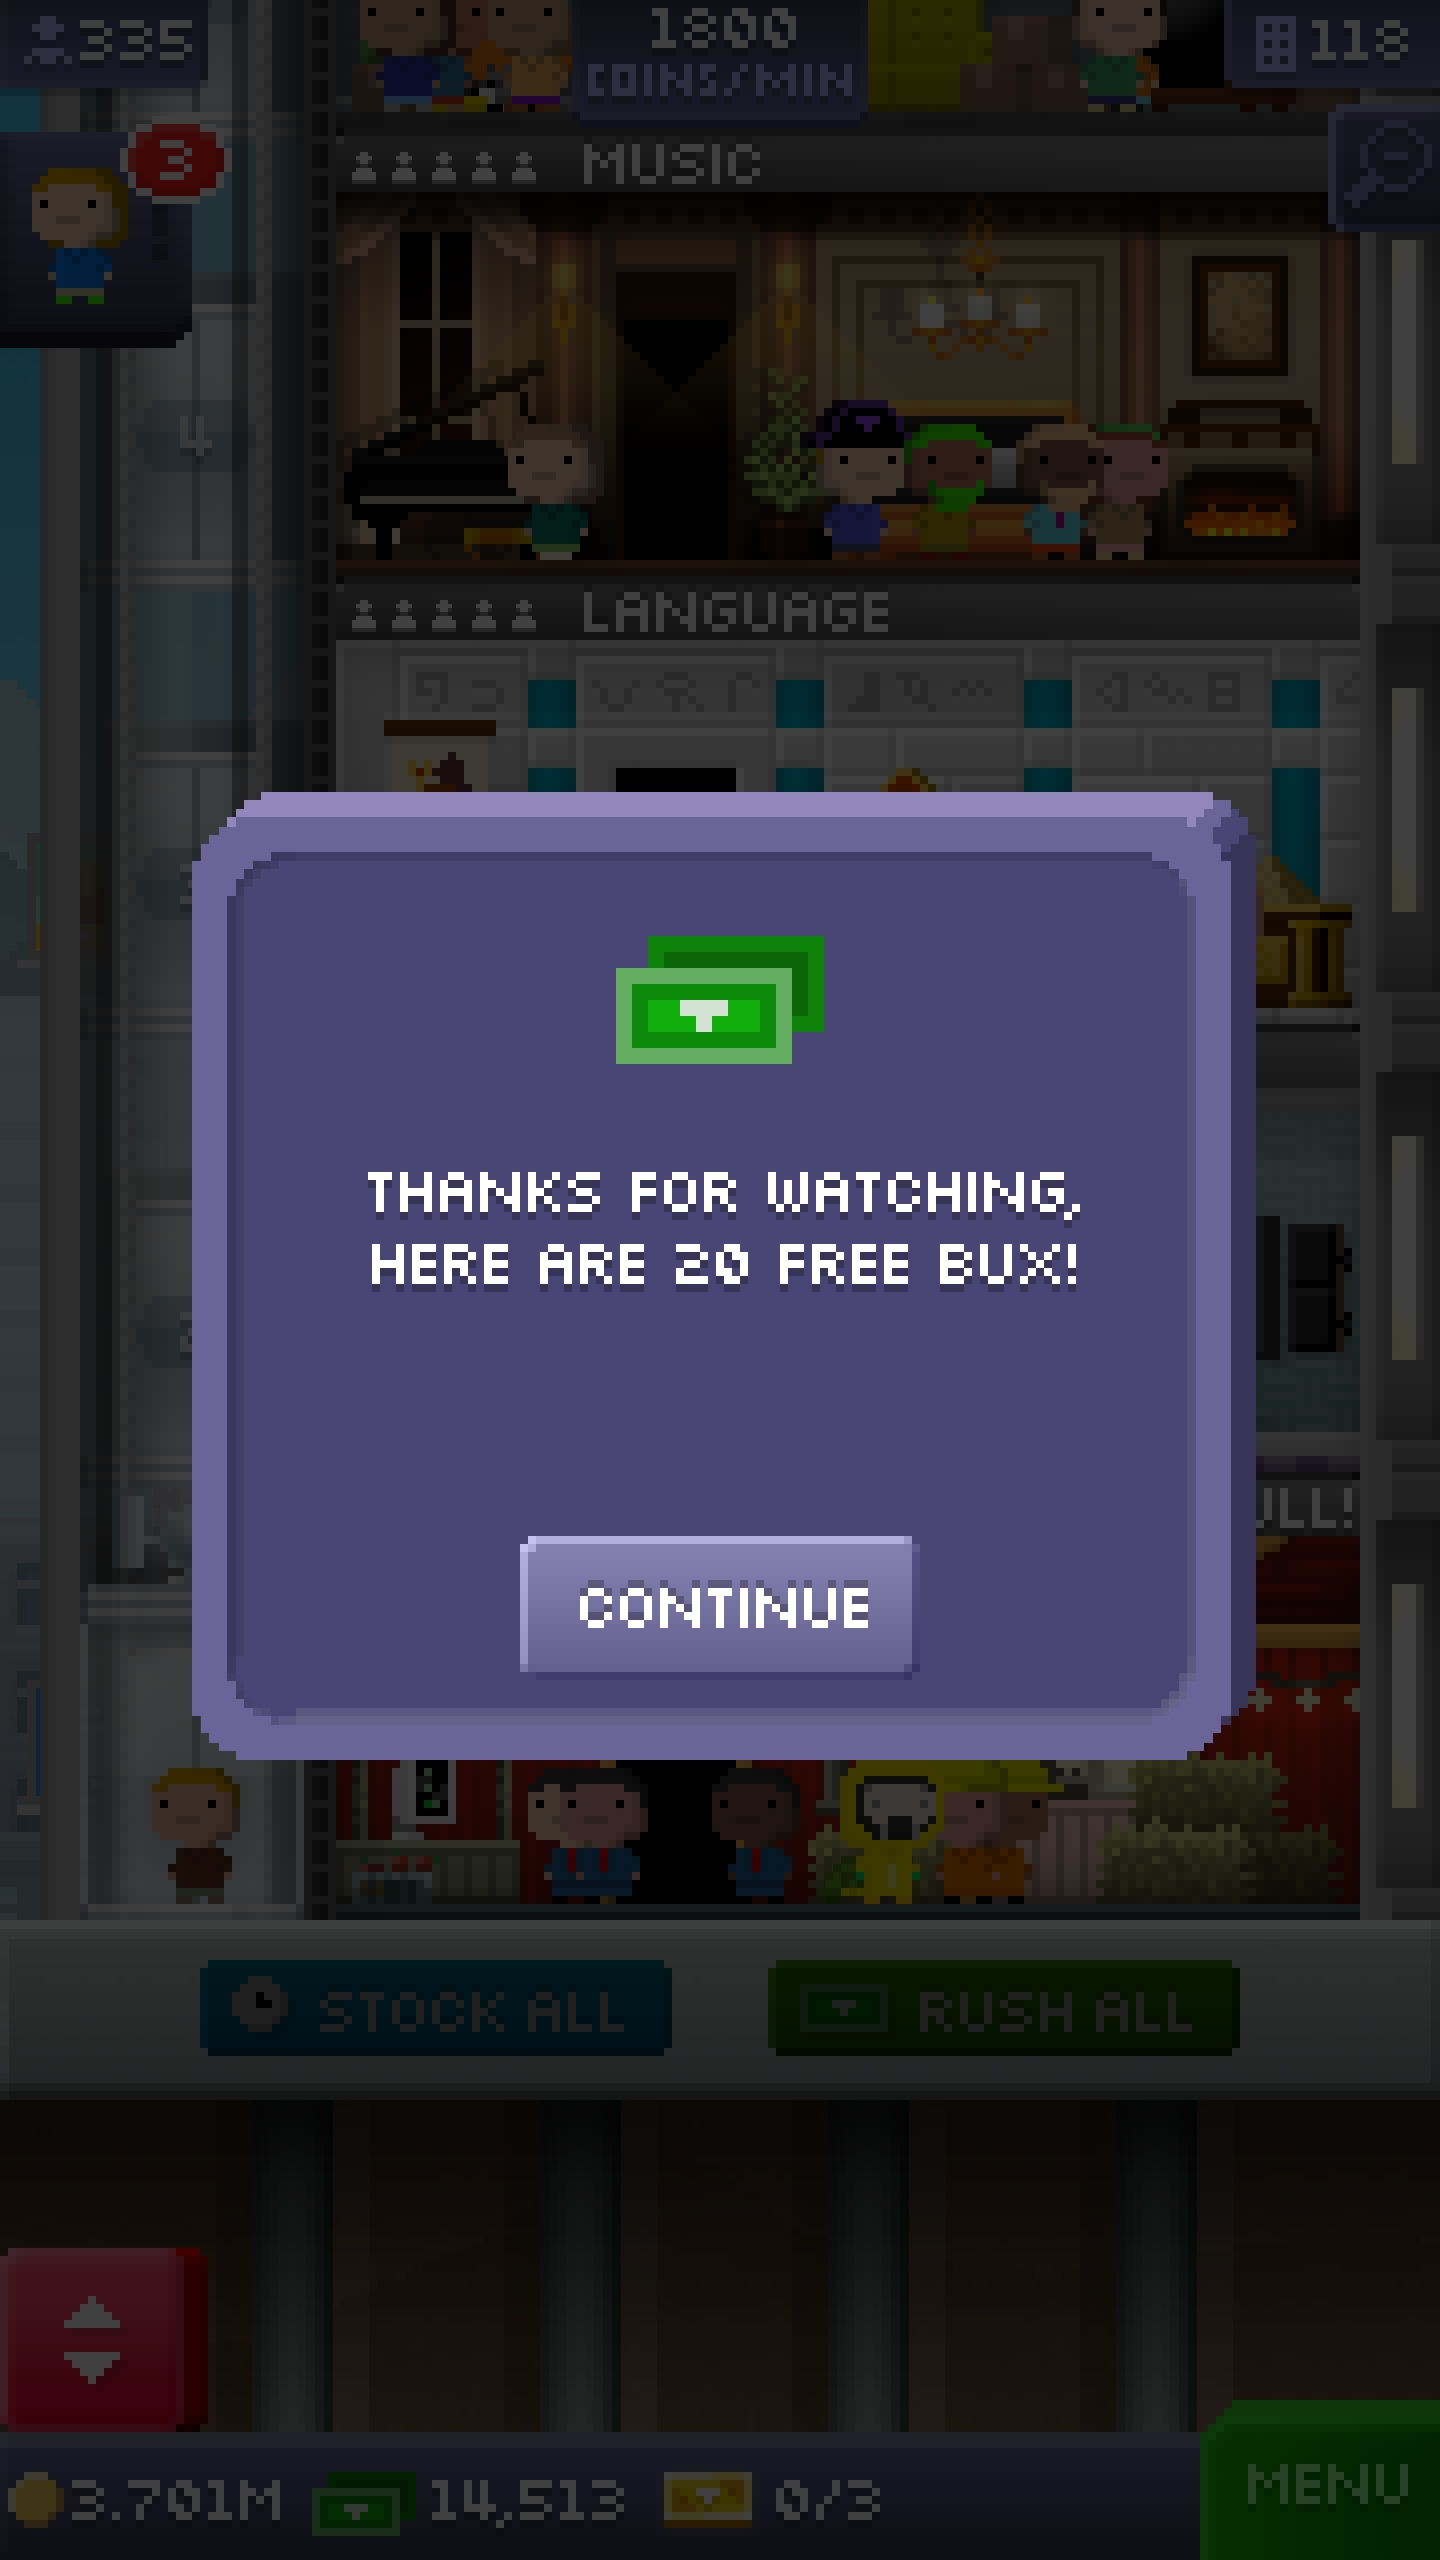 335
1800
COINS/MIN
118
3
MUSIC
4
LANGUAGE
THANKS FOR WATCHING,
HERE ARE 20 FREE BUX!
CONTINUE
STOCK ALL
RUSH ALL
3.701M
14,513
0/3
MENU